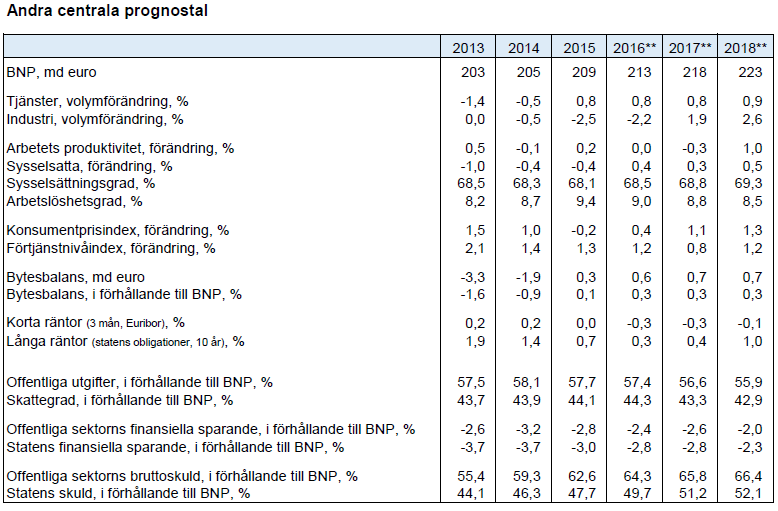 Andra centrala prognostal
2013 2014 2015 2016** 2017** 2018**
BNP, md euro 203 205 209 213 218 223
Tjänster, volymförändring, % -1,4 -0,5 0,8 0,8 0,8 0,9
Industri, volymförändring, % 0,0 -0,5 -2,5 -2,2 1,9 2,6
Arbetets produktivitet, förändring, % 0,5 -0,1 0,2 0,0 -0,3 1,0
Sysselsatta, förändring, % -1,0 -0,4 -0,4 0,4 0,3 0,5
Sysselsättningsgrad, % 68,5 68,3 68,1 68,5 68,8 69,3
Arbetslöshetsgrad, % 8,2 8,7 9,4 9,0 8,8 8,5
Konsumentprisindex, förändring, % 1,5 1,0 -0,2 0,4 1,1 1,3
Förtjänstnivåindex, förändring, % 2,1 1,4 1,3 1,2 0,8 1,2
Bytesbalans, md euro -3,3 -1,9 0,3 0,6 0,7 0,7
Bytesbalans, i förhållande till BNP, % -1,6 -0,9 0,1 0,3 0,3 0,3
Korta räntor (3 mån, Euribor), % 0,2 0,2 0,0 -0,3 -0,3 -0,1
Långa räntor (statens obligationer, 10 år), % 1,9 1,4 0,7 0,3 0,4 1,0
Offentliga utgifter, i förhållande till BNP, % 57,5 58,1 57,7 57,4 56,6 55,9
Skattegrad, i förhållande till BNP, % 43,7 43,9 44,1 44,3 43,3 42,9
Offentliga sektorns finansiella sparande, i förhållande till BNP, % -2,6 -3,2 -2,8 -2,4 -2,6 -2,0
Statens finansiella sparande, i förhållande till BNP, % -3,7 -3,7 -3,0 -2,8 -2,8 -2,3
Offentliga sektorns bruttoskuld, i förhållande till BNP, % 55,4 59,3 62,6 64,3 65,8 66,4
Statens skuld, i förhållande till BNP, % 44,1 46,3 47,7 49,7 51,2 52,1